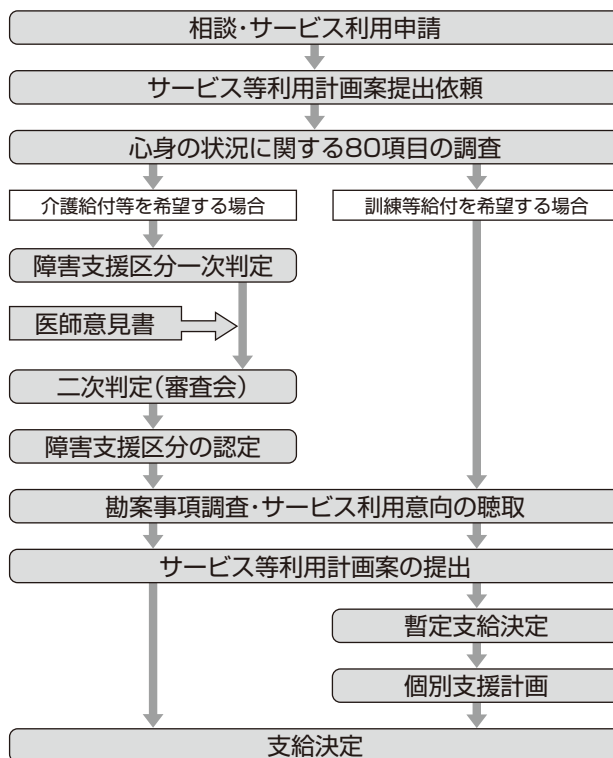 相談・サービス利用申請
サービス等利用計画案提出依頼
心身の状況に関する80項目の調査
介護給付等を希望する場合
訓練等給付を希望する場合
障害支援区分一次判定
医師意見書
二次判定(審査会)
障害支援区分の認定
勘案事項調査・サービス利用意向の聴取
サービス等利用計画案の提出
暫定支給決定
個別支援計画
支給決定